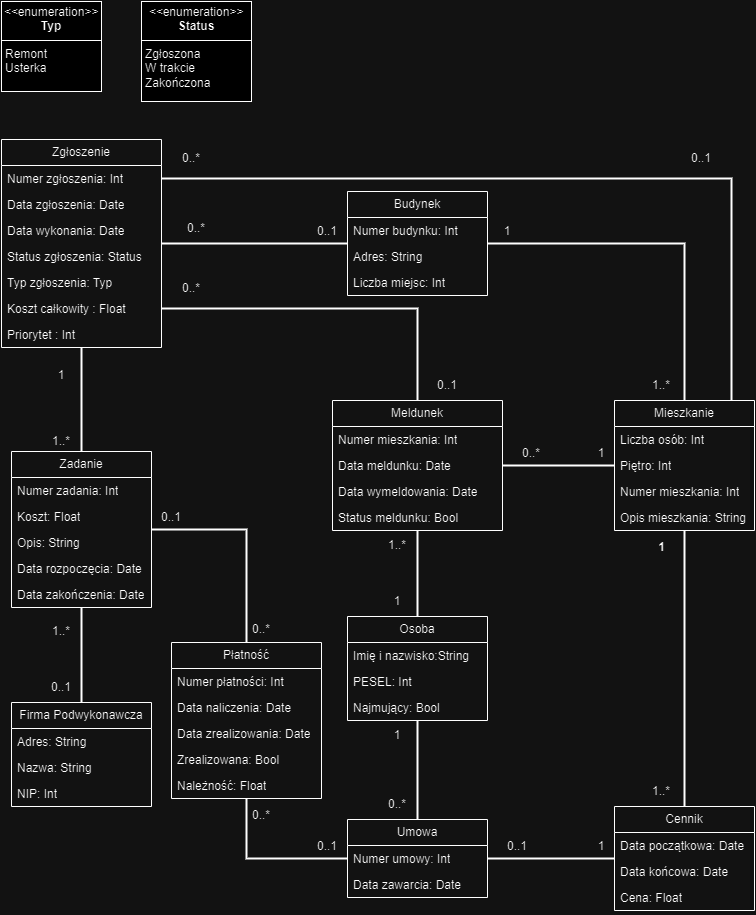 <<enumeration>>
Typ
Remont
Usterka
<<enumeration>>
Status
Zgłoszona
W trakcie
Zakończona
Zgłoszenie
Numer zgłoszenia: Int
Data zgłoszenia: Date
Data wykonania: Date
Status zgłoszenia: Status
Typ zgłoszenia: Typ
Koszt całkowity : Float
Priorytet : Int
0..*
0..1
0..*
0..1
Budynek
Numer budynku: Int
Adres: String
Liczba miejsc: Int
1
0..*
0..1
1..*
1
1..*
Meldunek
Numer mieszkania: Int
Data meldunku: Date
Data wymeldowania: Date
Status meldunku: Bool
0..*
1
Mieszkanie
Liczba osób: Int
Piętro: Int
Numer mieszkania: Int
Opis mieszkania: String
Zadanie
Numer zadania: Int
Koszt: Float
Opis: String
Data rozpoczęcia: Date
Data zakończenia: Date
0..1
0..*
1..*
1
1
1..*
0..1
Płatność
Numer płatności: Int
Data naliczenia: Date
Data zrealizowania: Date
Zrealizowana: Bool
Należność: Float
Osoba
Imię i nazwisko:String
PESEL: Int
Najmujący: Bool
Firma Podwykonawcza
Adres: String
Nazwa: String
NIP: Int
1
0..*
0..*
0..1
1..*
Umowa
Numer umowy: Int
Data zawarcia: Date
0..1
1
Cennik
Data początkowa: Date
Data końcowa: Date
Cena: Float